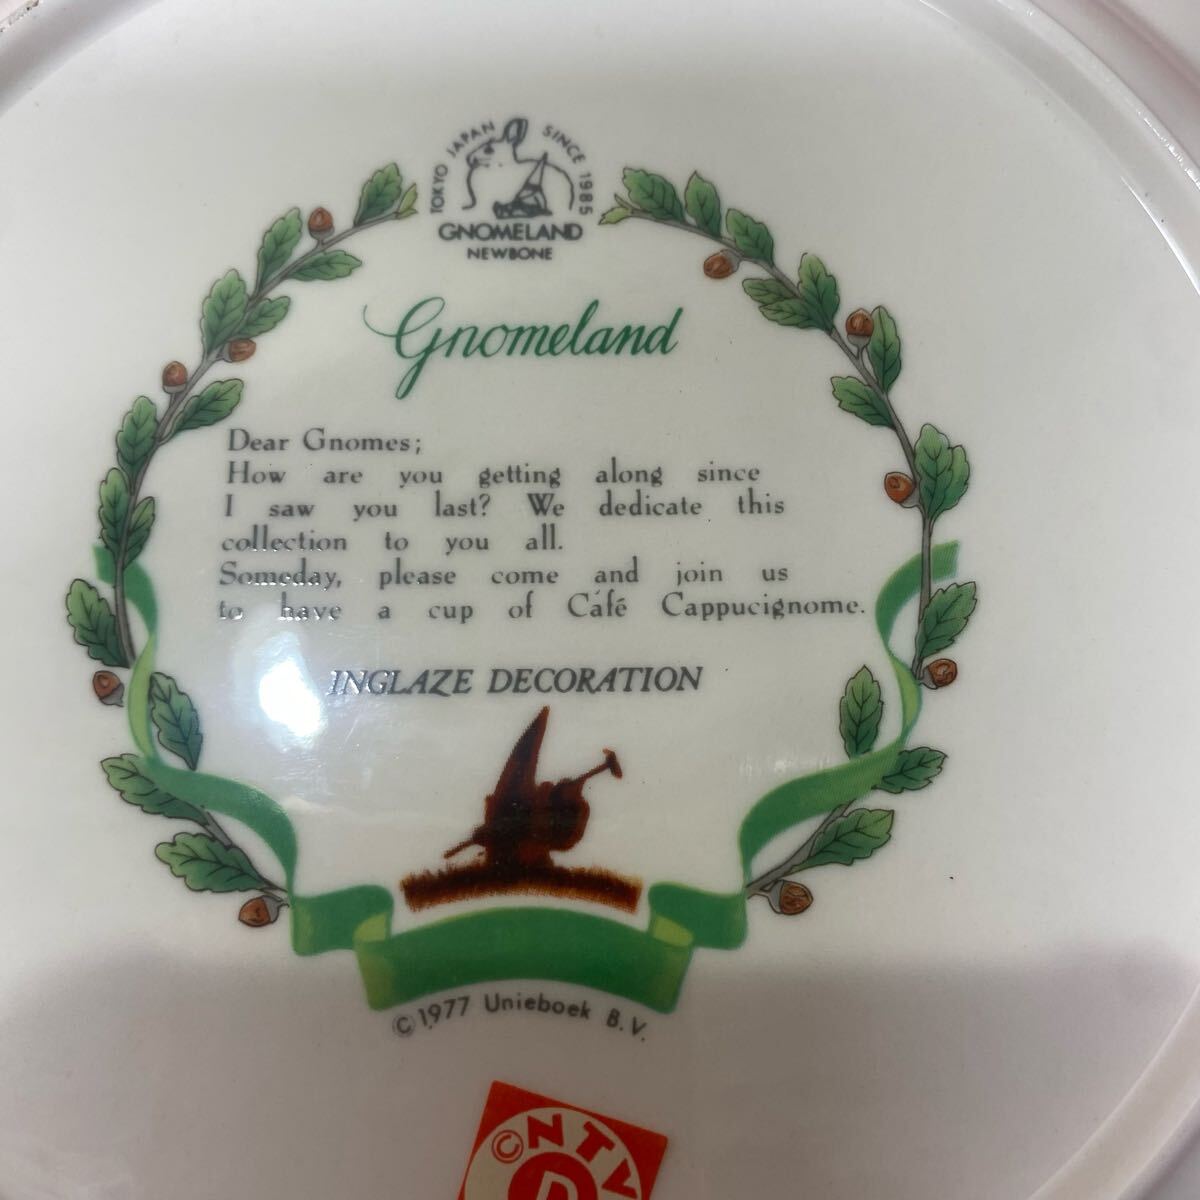 TOKYO JAPAN SINCE 1985
GNOMELAND
NEWBONE
Gnomeland
Dear Gnomes;
How are you getting along since
I saw you last? We dedicate this
collection to you all.
Someday, please come and join us
to have a cup of Café Cappucignome.
INGLAZE DECORATION
©1977 Unieboek B.V.
©NTV